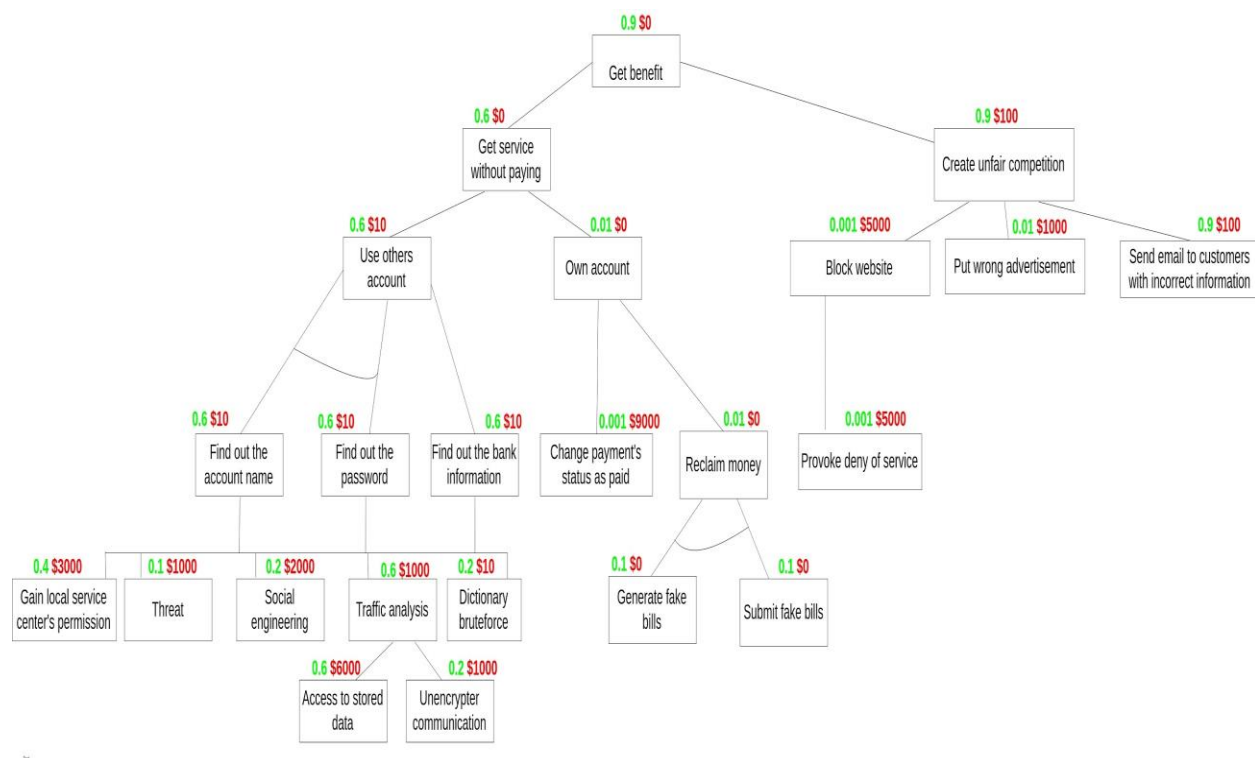 0.9 $0
Get benefit
0.6 $0
Get service
without paying
0.9 $100
Create unfair competition
0.6 $10
Use others
account
0.01 $0
Own account
0.001 $5000
Block website
0.01 $1000
Put wrong advertisement
0.9 $100
Send email to customers
with incorrect information
0.6 $10
Find out the
account name
0.6 $10
Find out the
password
0.6 $10
Find out the bank
information
0.001 $9000
Change payment's
status as paid
0.01 $0
Reclaim money
0.001 $5000
Provoke deny of service
0.4 $3000
Gain local service
center's permission
0.1 $1000
Threat
0.2 $2000
Social
engineering
0.6 $1000
Traffic analysis
0.2 $10
Dictionary
bruteforce
0.1 $0
Generate fake
bills
0.1 $0
Submit fake bills
0.6 $6000
Access to stored
data
0.2 $1000
Unencrypter
communication